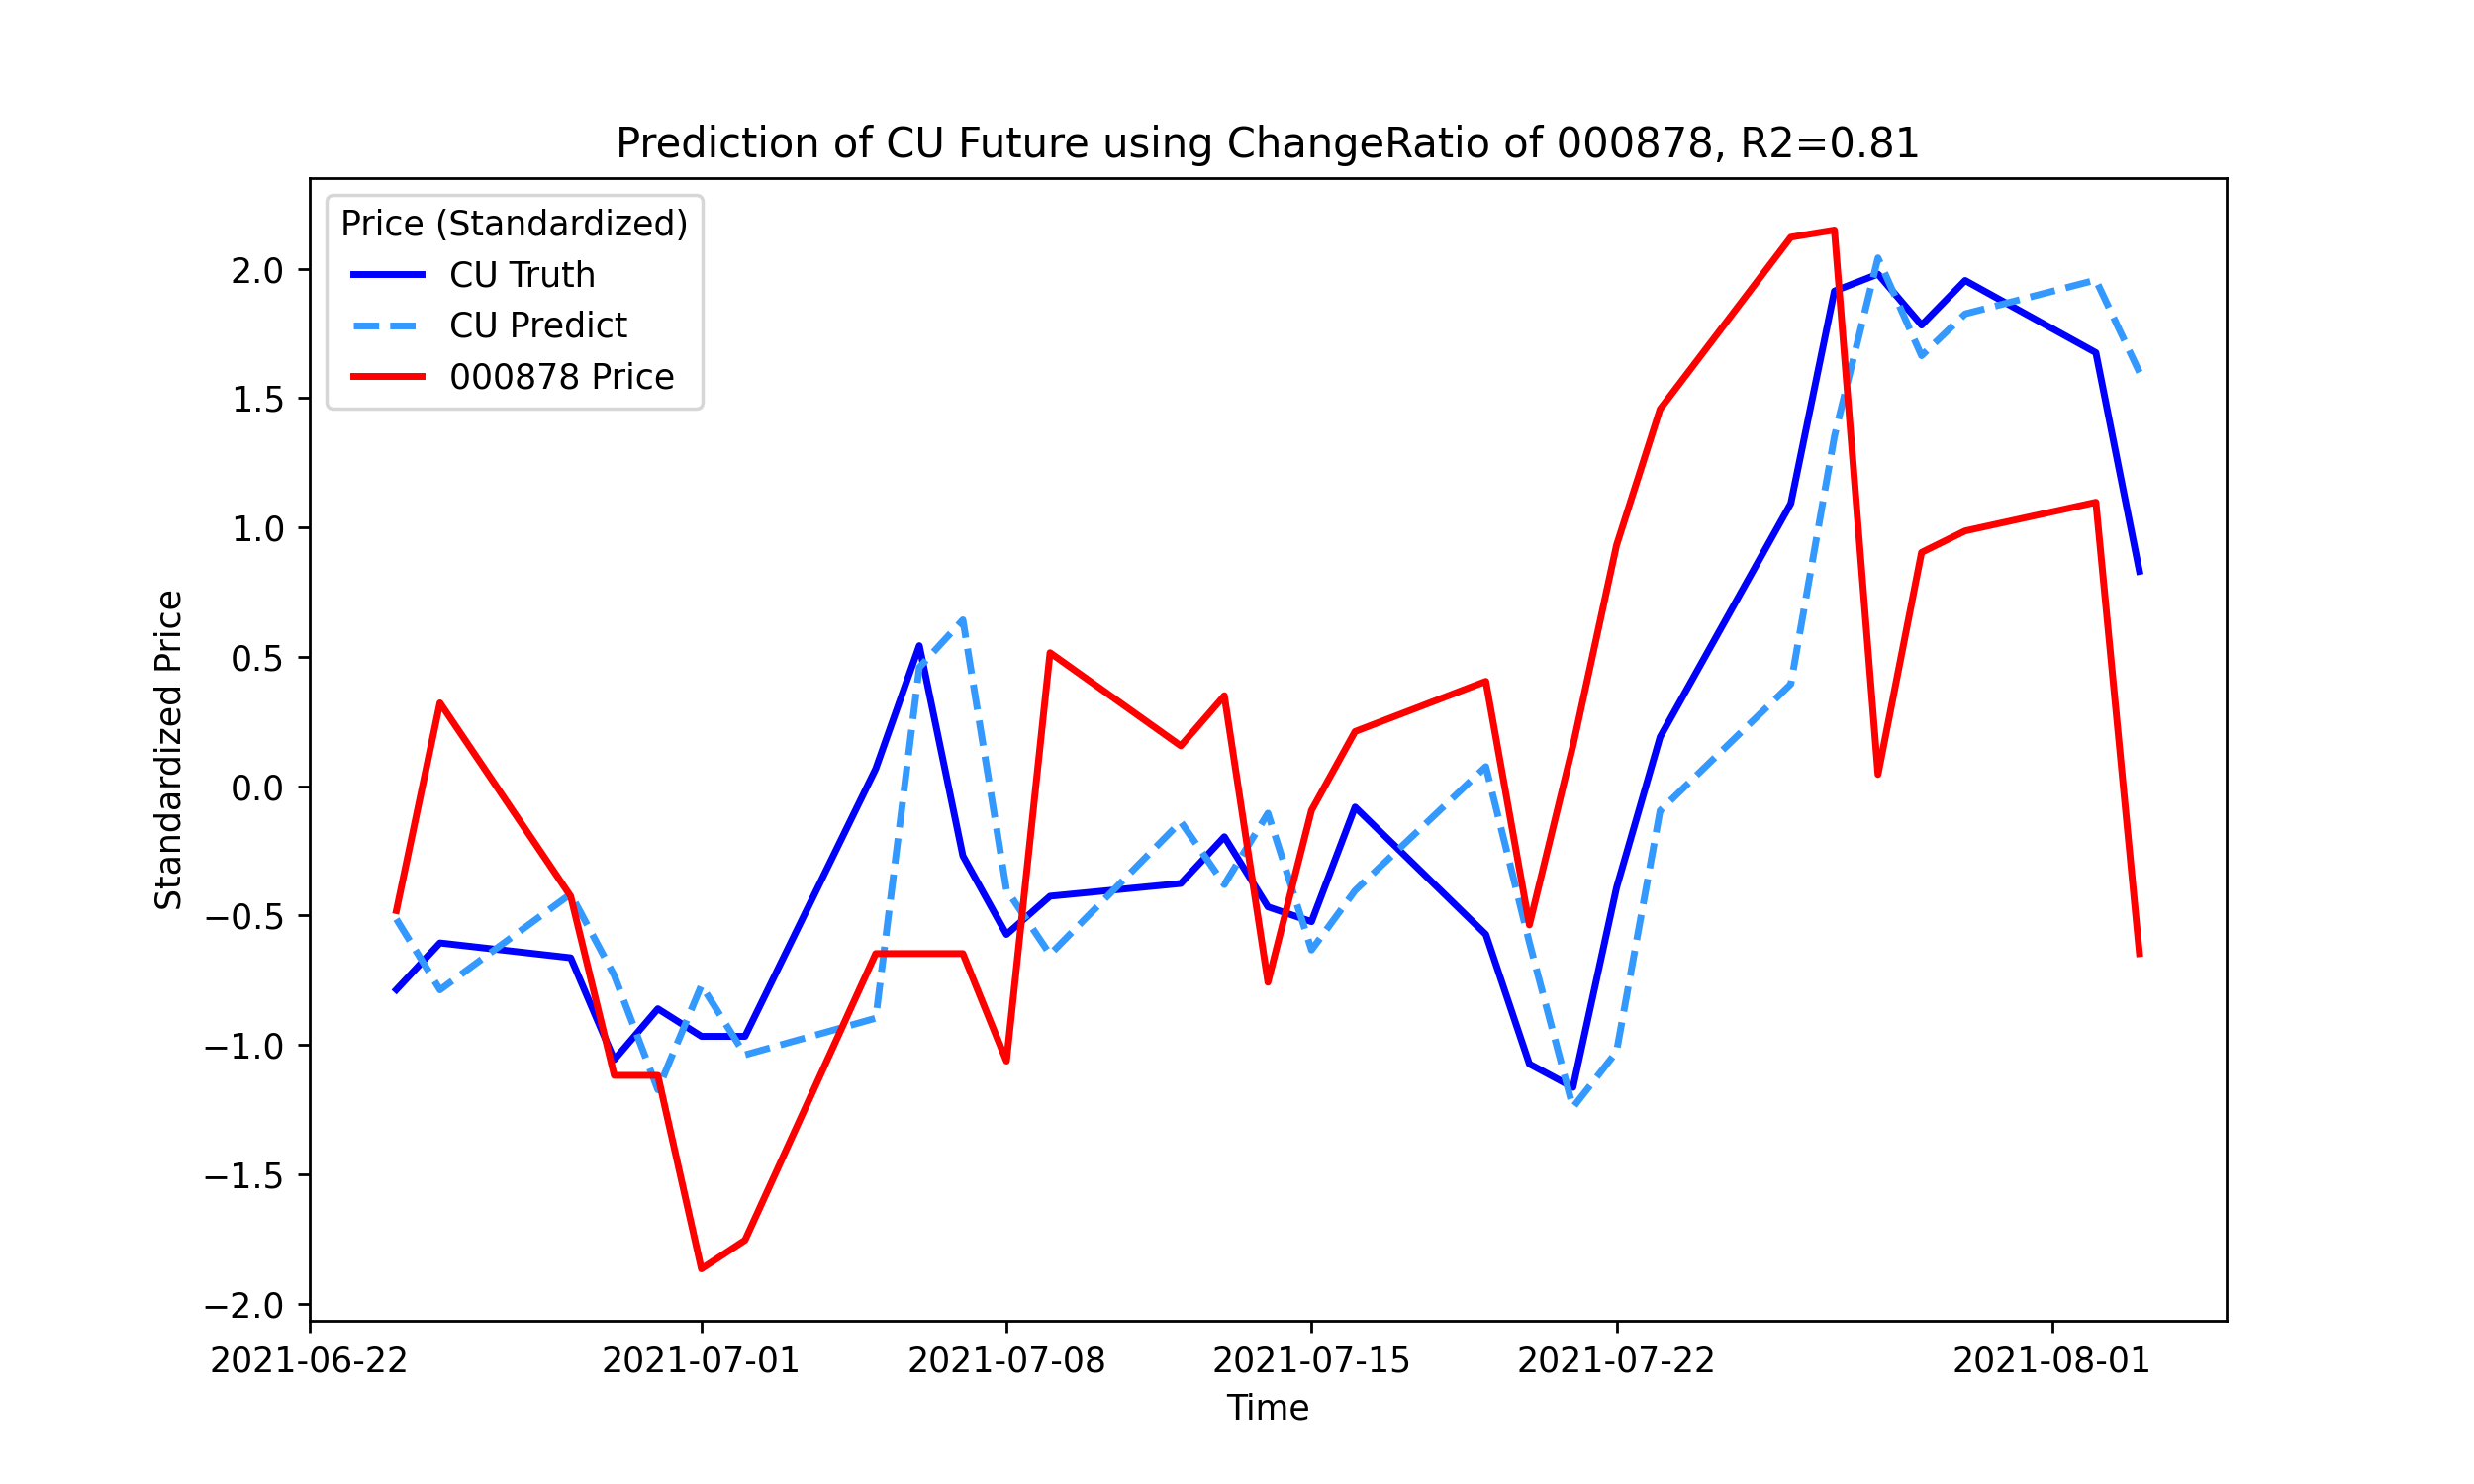 Prediction of CU Future using ChangeRatio of 000878, R2=0.81
Price (Standardized)
CU Truth
CU Predict
000878 Price
Standardized Price
2.0
1.5
1.0
0.5
0.0
−0.5
−1.0
−1.5
−2.0
2021-06-22
2021-07-01
2021-07-08
2021-07-15
2021-07-22
2021-08-01
Time